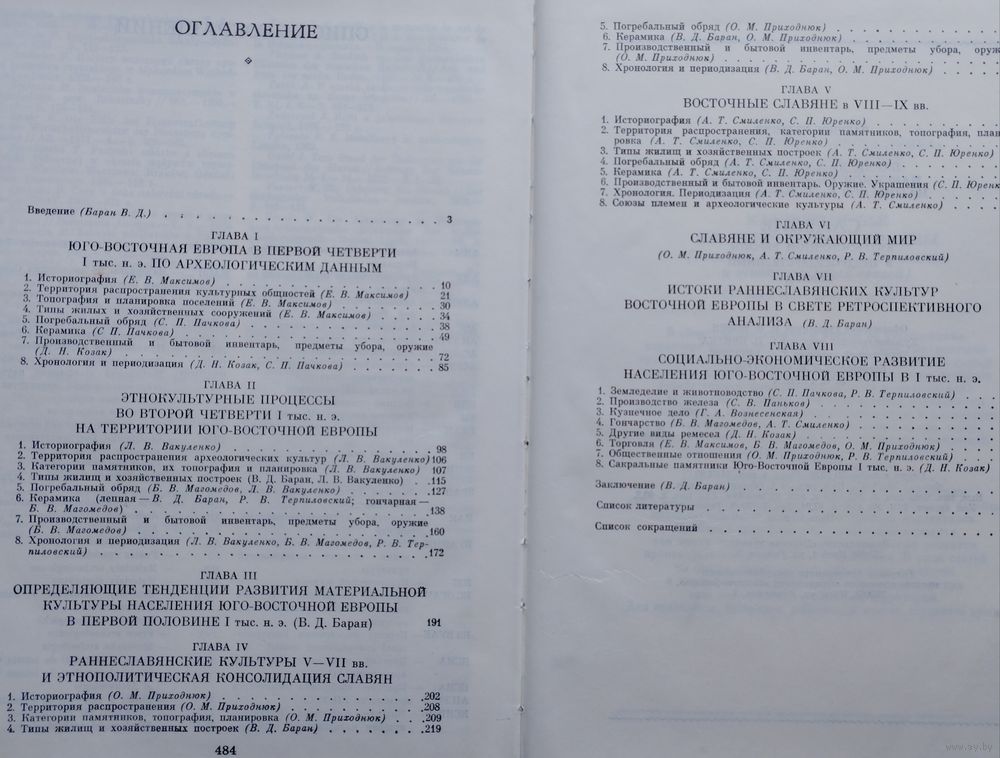 ОГЛАВЛЕНИЕ
Введение (Баран В. Д.) . . . . . . . . . . . . . . . . 3
ГЛАВА I
ЮГО-ВОСТОЧНАЯ ЕВРОПА В ПЕРВОЙ ЧЕТВЕРТИ
I тыс. н. э. ПО АРХЕОЛОГИЧЕСКИМ ДАННЫМ
1. Историография (Е. В. Максимов) . . . . . . . . . . 10
2. Территория распространения культурных общностей (Е. В. Максимов) 21
3. Топография и планировка поселений (Е. В. Максимов) . . . . 30
4. Типы жилых и хозяйственных сооружений (Е. В. Максимов) . . . 34
5. Погребальный обряд (С. П. Пачкова) . . . . . . . . . 38
6. Керамика (С П. Пачкова) . . . . . . . . . . . . 49
7. Производственный и бытовой инвентарь, предметы убора, оружие
(Д. Н. Козак) . . . . . . . . . . . . . . . 72
8. Хронология и периодизация (Д. Н. Козак, С. П. Пачкова) . . . . 85
ГЛАВА II
ЭТНОКУЛЬТУРНЫЕ ПРОЦЕССЫ
ВО ВТОРОЙ ЧЕТВЕРТИ I тыс. н. э.
НА ТЕРРИТОРИИ ЮГО-ВОСТОЧНОЙ ЕВРОПЫ
1. Историография (Л. В. Вакуленко) . . . . . . . . . . 98
2. Территория распространения археологических культур (Л. В. Вакуленко) 106
3. Категории памятников, их топография и планировка (Л. В. Вакуленко) 107
4. Типы жилищ и хозяйственных построек (В. Д. Баран, Л. В. Вакуленко) . .115
5. Погребальный обряд (Б. В. Магомедов, Л. В. Вакуленко) . . . . .127
6. Керамика (лепная — В. Д. Баран, Р. В. Терпиловский; гончарная —
Б. В. Магомедов) . . . . . . . . . . . . . . .138
7. Производственный и бытовой инвентарь, предметы убора, оружие
(Б. В. Магомедов) . . . . . . . . . . . . . . .160
8. Хронология и периодизация (Л. В. Вакуленко, Б. В. Магомедов, Р. В. Тер-
пиловский) . . . . . . . . . . . . . . . . .172
ГЛАВА III
ОПРЕДЕЛЯЮЩИЕ ТЕНДЕНЦИИ РАЗВИТИЯ МАТЕРИАЛЬНОЙ
КУЛЬТУРЫ НАСЕЛЕНИЯ ЮГО-ВОСТОЧНОЙ ЕВРОПЫ
В ПЕРВОЙ ПОЛОВИНЕ I тыс. н. э. (В. Д. Баран) 191
ГЛАВА IV
РАННЕСЛАВЯНСКИЕ КУЛЬТУРЫ V—VII вв.
И ЭТНОПОЛИТИЧЕСКАЯ КОНСОЛИДАЦИЯ СЛАВЯН
1. Историография (О. М. Приходнюк) . . . . . . . . . . .202
2. Территория распространения (О. М. Приходнюк) . . . . . . .208
3. Категории памятников, топография, планировка (О. М. Приходнюк) . . .209
4. Типы жилищ и хозяйственных построек (В. Д. Баран) . . . . . .219
484
5. Погребальный обряд (О. М. Приходнюк) . . . . . . . .
6. Керамика (В. Д. Баран, О. М. Приходнюк) . . . . . . . .
7. Производственный и бытовой инвентарь, предметы убора, оруж
(О. М. Приходнюк) . . . . . . . . . . . . .
8. Хронология и периодизация (В. Д. Баран, О. М. Приходнюк) . . . .
ГЛАВА V
ВОСТОЧНЫЕ СЛАВЯНЕ в VIII—IX вв.
1. Историография (А. Т. Смиленко, С. П. Юренко) . . . . . . .
2. Территория распространения, категории памятников, топография, план
ровка (А. Т. Смиленко, С. П. Юренко) . . . . . . . . .
3. Типы жилищ и хозяйственных построек (А. Т. Смиленко, С. П. Юренко)
4. Погребальный обряд (А. Т. Смиленко, С. П. Юренко) . . . . . .
5. Керамика (А. Т. Смиленко, С. П. Юренко) . . . . . . . .
6. Производственный и бытовой инвентарь. Оружие. Украшения (С. П. Юренк
7. Хронология. Периодизация (А. Т. Смиленко, С. П. Юренко) . . . .
8. Союзы племен и археологические культуры (А. Т. Смиленко) . . . .
ГЛАВА VI
СЛАВЯНЕ И ОКРУЖАЮЩИЙ МИР
(О. М. Приходнюк, А. Т. Смиленко, Р. В. Терпиловский)
ГЛАВА VII
ИСТОКИ РАННЕСЛАВЯНСКИХ КУЛЬТУР
ВОСТОЧНОЙ ЕВРОПЫ В СВЕТЕ РЕТРОСПЕКТИВНОГО
АНАЛИЗА (В. Д. Баран)
ГЛАВА VIII
СОЦИАЛЬНО-ЭКОНОМИЧЕСКОЕ РАЗВИТИЕ
НАСЕЛЕНИЯ ЮГО-ВОСТОЧНОЙ ЕВРОПЫ В I тыс. н. э.
1. Земледелие и животноводство (С. П. Пачкова, Р. В. Терпиловский) . .
2. Производство железа (С. В. Паньков) . . . . . . . . .
3. Кузнечное дело (Г. А. Вознесенская) . . . . . . . . .
4. Гончарство (Б. В. Магомедов, А. Т. Смиленко) . . . . . . .
5. Другие виды ремесел (Д. Н. Козак) . . . . . . . . .
6. Торговля (Е. В. Максимов, Б. В. Магомедов, О. М. Приходнюк) . . .
7. Общественные отношения (О. М. Приходнюк, Р. В. Терпиловский) . . .
8. Сакральные памятники Юго-Восточной Европы I тыс. н. э. (Д. Н. Козак)
Заключение (В. Д. Баран) . . . . . . . . . . . .
Список литературы . . . . . . . . . . . . . .
Список сокращений . . . . . . . . . . . . . .
www.ay.by